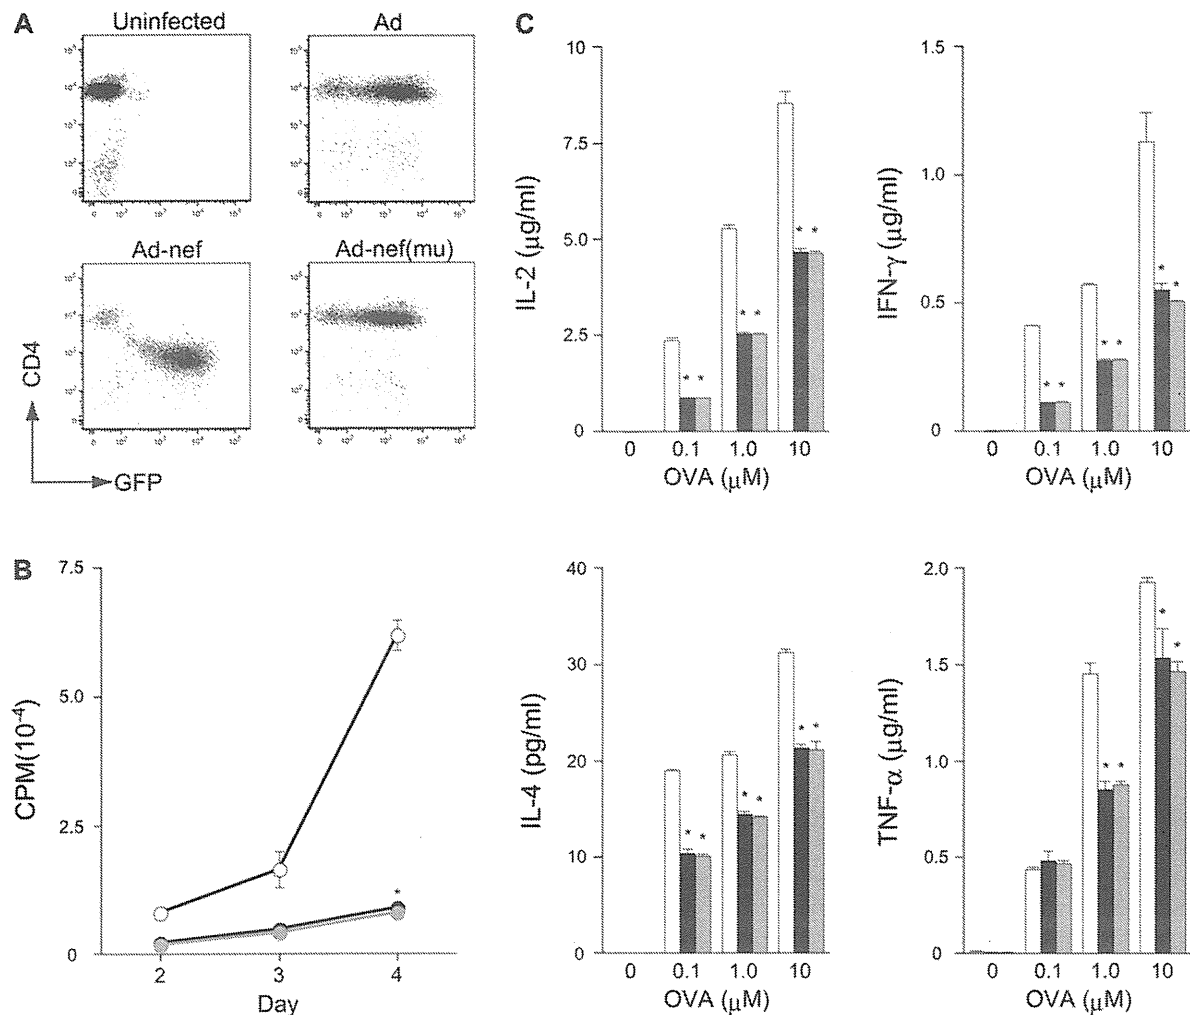 A
Uninfected
Ad
Ad-nef
Ad-nef(mu)
CD4
GFP
B
CPM(10⁻⁴)
7.5
5.0
2.5
0
2
3
4
*
Day
C
IL-2 (µg/ml)
10
7.5
5.0
2.5
0
* *
* *
* *
0
0.1
1.0
10
OVA (µM)
IFN-γ (µg/ml)
1.5
1.0
0.5
0
* *
* *
* *
0
0.1
1.0
10
OVA (µM)
IL-4 (pg/ml)
40
30
20
10
0
* *
* *
* *
0
0.1
1.0
10
OVA (µM)
TNF-α (µg/ml)
2.0
1.5
1.0
0.5
0
* *
* *
0
0.1
1.0
10
OVA (µM)